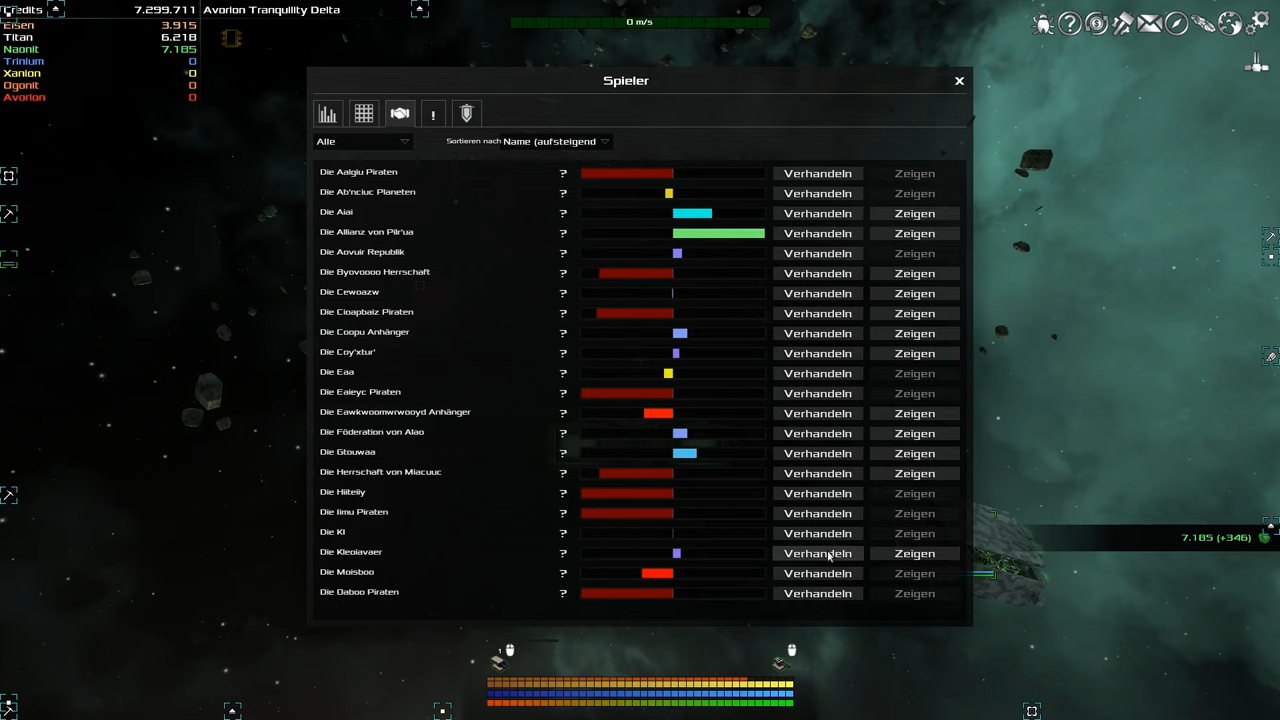 Credits 7.299.711 Avorion Tranquility Delta
0 m/s
Eisen 3.915
Titan 6.218
Naonit 7.185
Trinium 0
Xanion 0
Ogonit 0
Avorion 0
Spieler
Alle Sortieren nach Name (aufsteigend
Die Aalgiu Piraten ? Verhandeln Zeigen
Die Ab'nciuc Planeten ? Verhandeln Zeigen
Die Aiai ? Verhandeln Zeigen
Die Allianz von Pilr'ua ? Verhandeln Zeigen
Die Aovuir Republik ? Verhandeln Zeigen
Die Byovoooo Herrschaft ? Verhandeln Zeigen
Die Cewoazw ? Verhandeln Zeigen
Die Cioapbaiz Piraten ? Verhandeln Zeigen
Die Coopu Anhänger ? Verhandeln Zeigen
Die Coy'xtur' ? Verhandeln Zeigen
Die Eaa ? Verhandeln Zeigen
Die Eaieyc Piraten ? Verhandeln Zeigen
Die Eawkwoomwrwooyd Anhänger ? Verhandeln Zeigen
Die Föderation von Alao ? Verhandeln Zeigen
Die Gtouwaa ? Verhandeln Zeigen
Die Herrschaft von Miacuuc ? Verhandeln Zeigen
Die Hiiteiiy ? Verhandeln Zeigen
Die Iimu Piraten ? Verhandeln Zeigen
Die KI ? Verhandeln Zeigen
Die Kleoiavaer ? Verhandeln Zeigen
Die Moisboo ? Verhandeln Zeigen
Die Oaboo Piraten ? Verhandeln Zeigen
7.185 (+346)
1